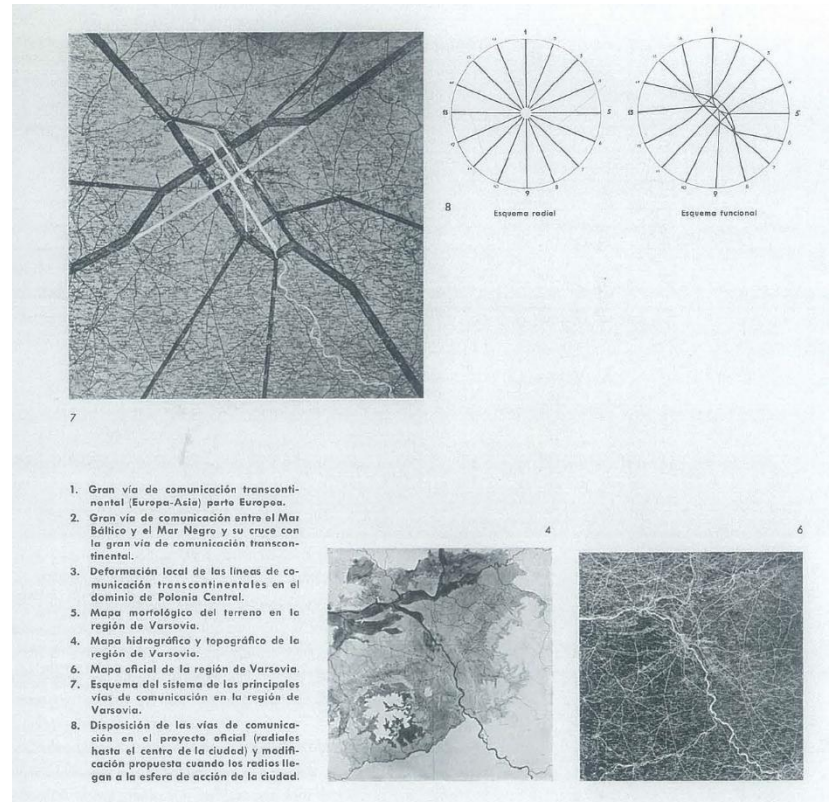 8
Esquema radial
Esquema funcional
7
1. Gran vía de comunicación transconti-
nental (Europa-Asia) parte Europea.
2. Gran vía de comunicación entre el Mar
Báltico y el Mar Negro y su cruce con
la gran vía de comunicación transcon-
tinental.
3. Deformación local de las líneas de co-
municación transcontinentales en el
dominio de Polonia Central.
5. Mapa morfológico del terreno en la
región de Varsovia.
4. Mapa hidrográfico y topográfico de la
región de Varsovia.
6. Mapa oficial de la región de Varsovia.
7. Esquema del sistema de las principales
vías de comunicación en la región de
Varsovia.
8. Disposición de las vías de comunica-
ción en el proyecto oficial (radiales
hasta el centro de la ciudad) y modifi-
cación propuesta cuando los radios lle-
gan a la esfera de acción de la ciudad.
4
6